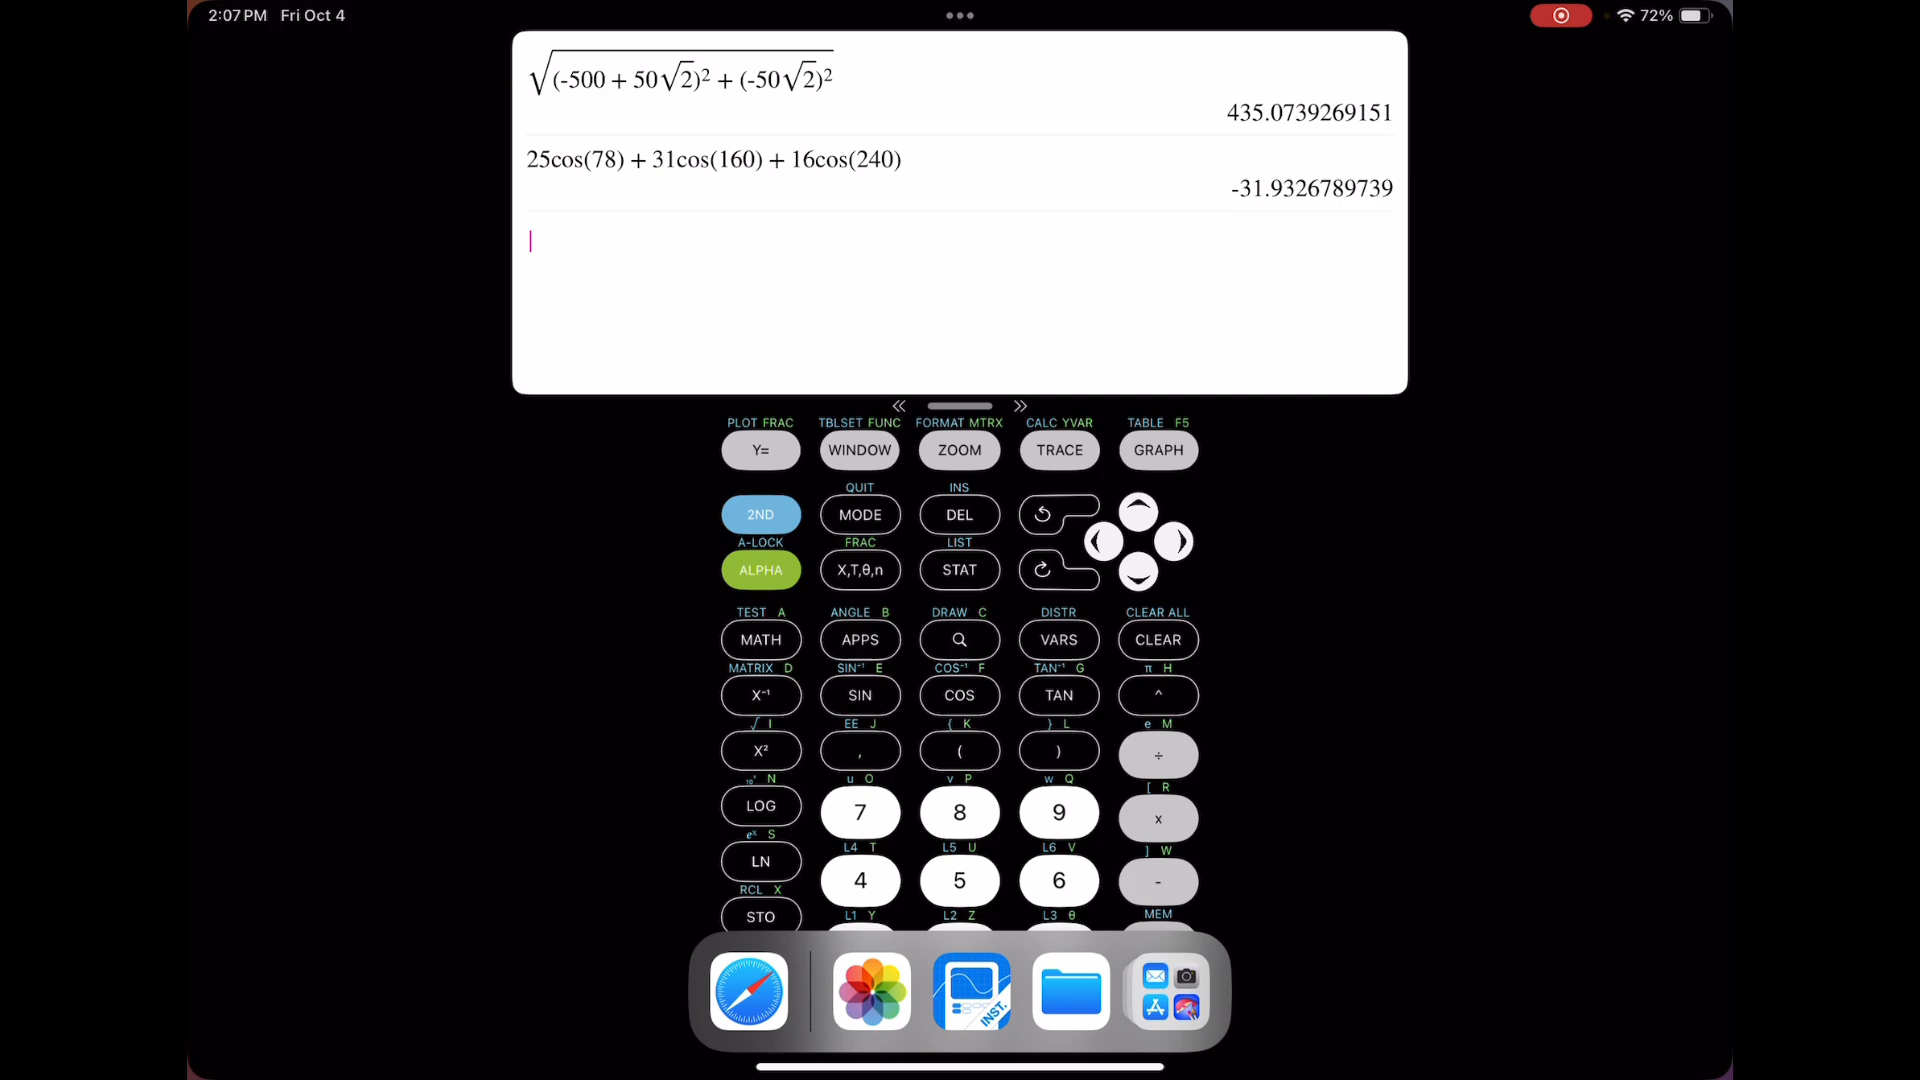 2:07 PM Fri Oct 4
72%
√(-500 + 50√2)² + (-50√2)²
435.0739269151
25cos(78) + 31cos(160) + 16cos(240)
-31.9326789739
PLOT FRAC TBLSET FUNC FORMAT MTRX CALC YVAR TABLE F5
Y= WINDOW ZOOM TRACE GRAPH
QUIT INS
2ND MODE DEL
A-LOCK FRAC LIST
ALPHA X,T,θ,n STAT
TEST A ANGLE B DRAW C DISTR CLEAR ALL
MATH APPS VARS CLEAR
MATRIX D SIN⁻¹ E COS⁻¹ F TAN⁻¹ G π H
X⁻¹ SIN COS TAN ^
√ I EE J { K } L e M
X² , ( ) ÷
10ˣ N u O v P w Q [ R
LOG 7 8 9 x
eˣ S L4 T L5 U L6 V ] W
LN 4 5 6 -
RCL X L1 Y L2 Z L3 θ MEM
STO
INST.